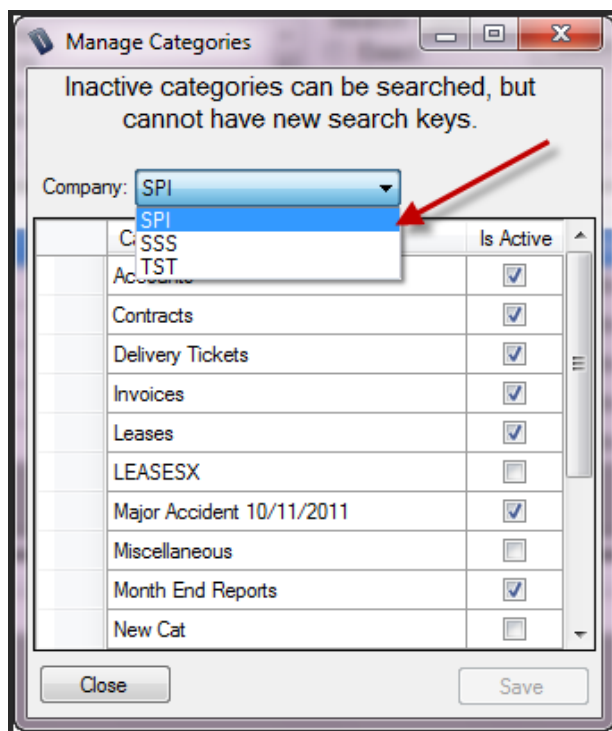 Manage Categories
Inactive categories can be searched, but
cannot have new search keys.
Company: SPI
SPI
SSS
TST
Is Active
Contracts
Delivery Tickets
Invoices
Leases
LEASESX
Major Accident 10/11/2011
Miscellaneous
Month End Reports
New Cat
Close
Save